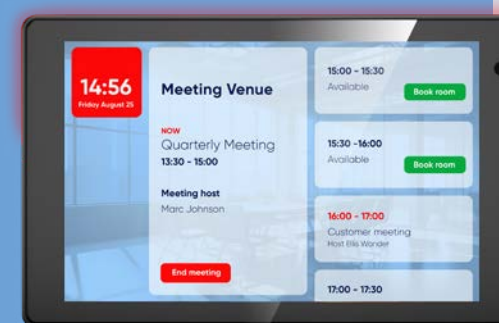 14:56
Friday August 25
Meeting Venue
NOW
Quarterly Meeting
13:30 - 15:00
Meeting host
Marc Johnson
End meeting
15:00 - 15:30
Available
Book room
15:30 -16:00
Available
Book room
16:00 - 17:00
Customer meeting
Host Ellis Wonder
17:00 - 17:30